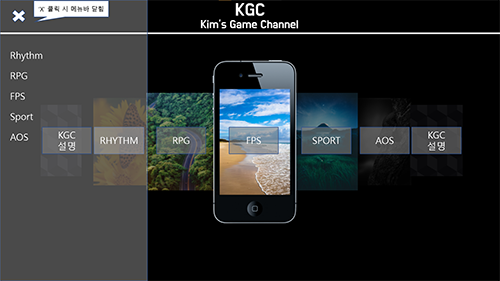 KGC
Kim's Game Channel
'X' 클릭 시 메뉴바 닫힘
Rhythm
RPG
FPS
Sport
AOS
KGC
설명
RHYTHM
RPG
FPS
SPORT
AOS
KGC
설명